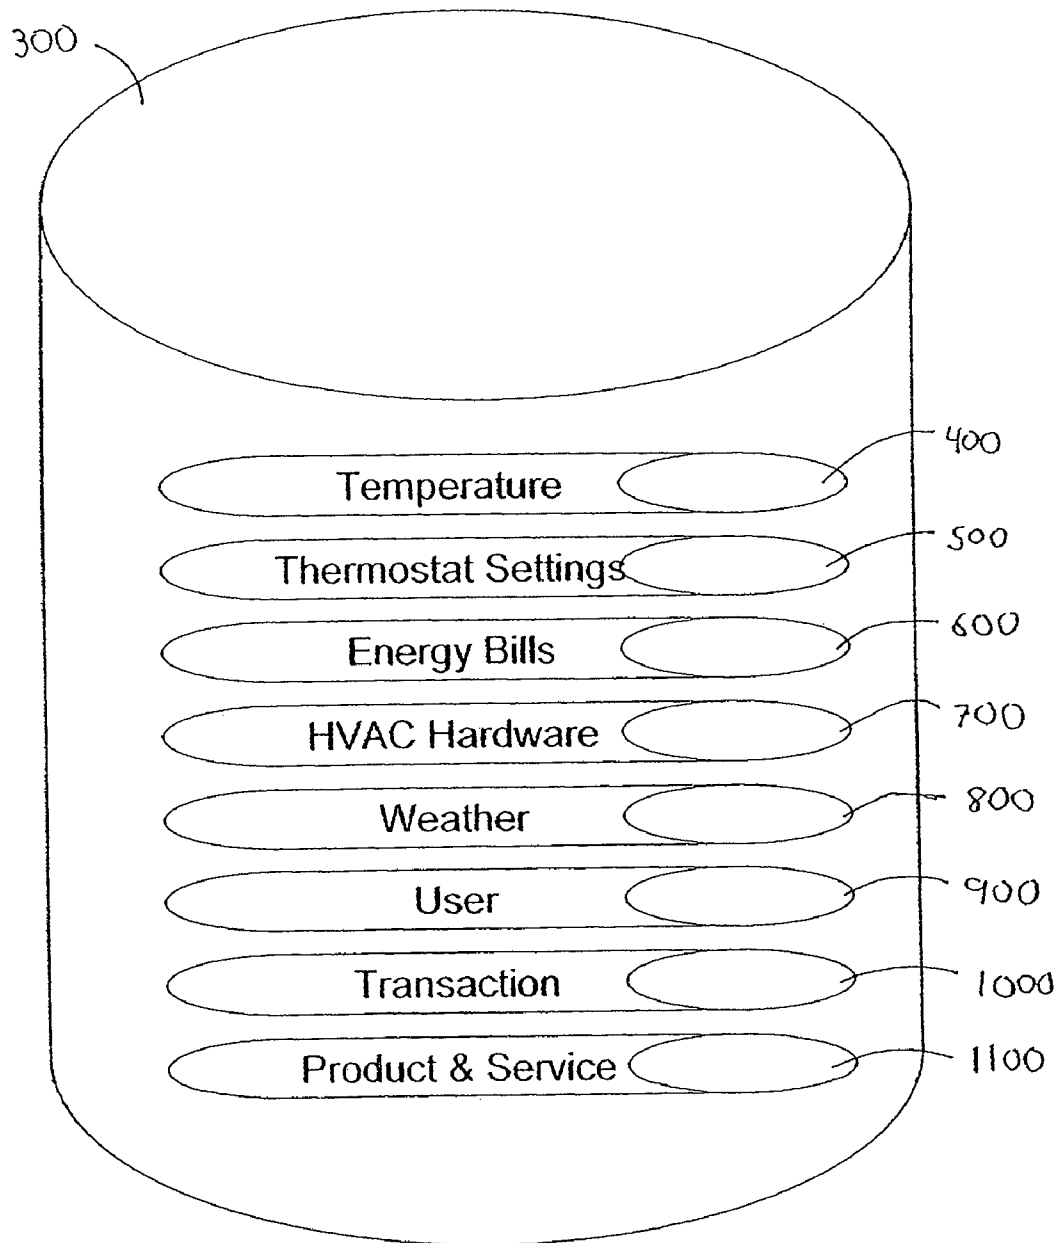 300
Temperature 400
Thermostat Settings 500
Energy Bills 600
HVAC Hardware 700
Weather 800
User 900
Transaction 1000
Product & Service 1100